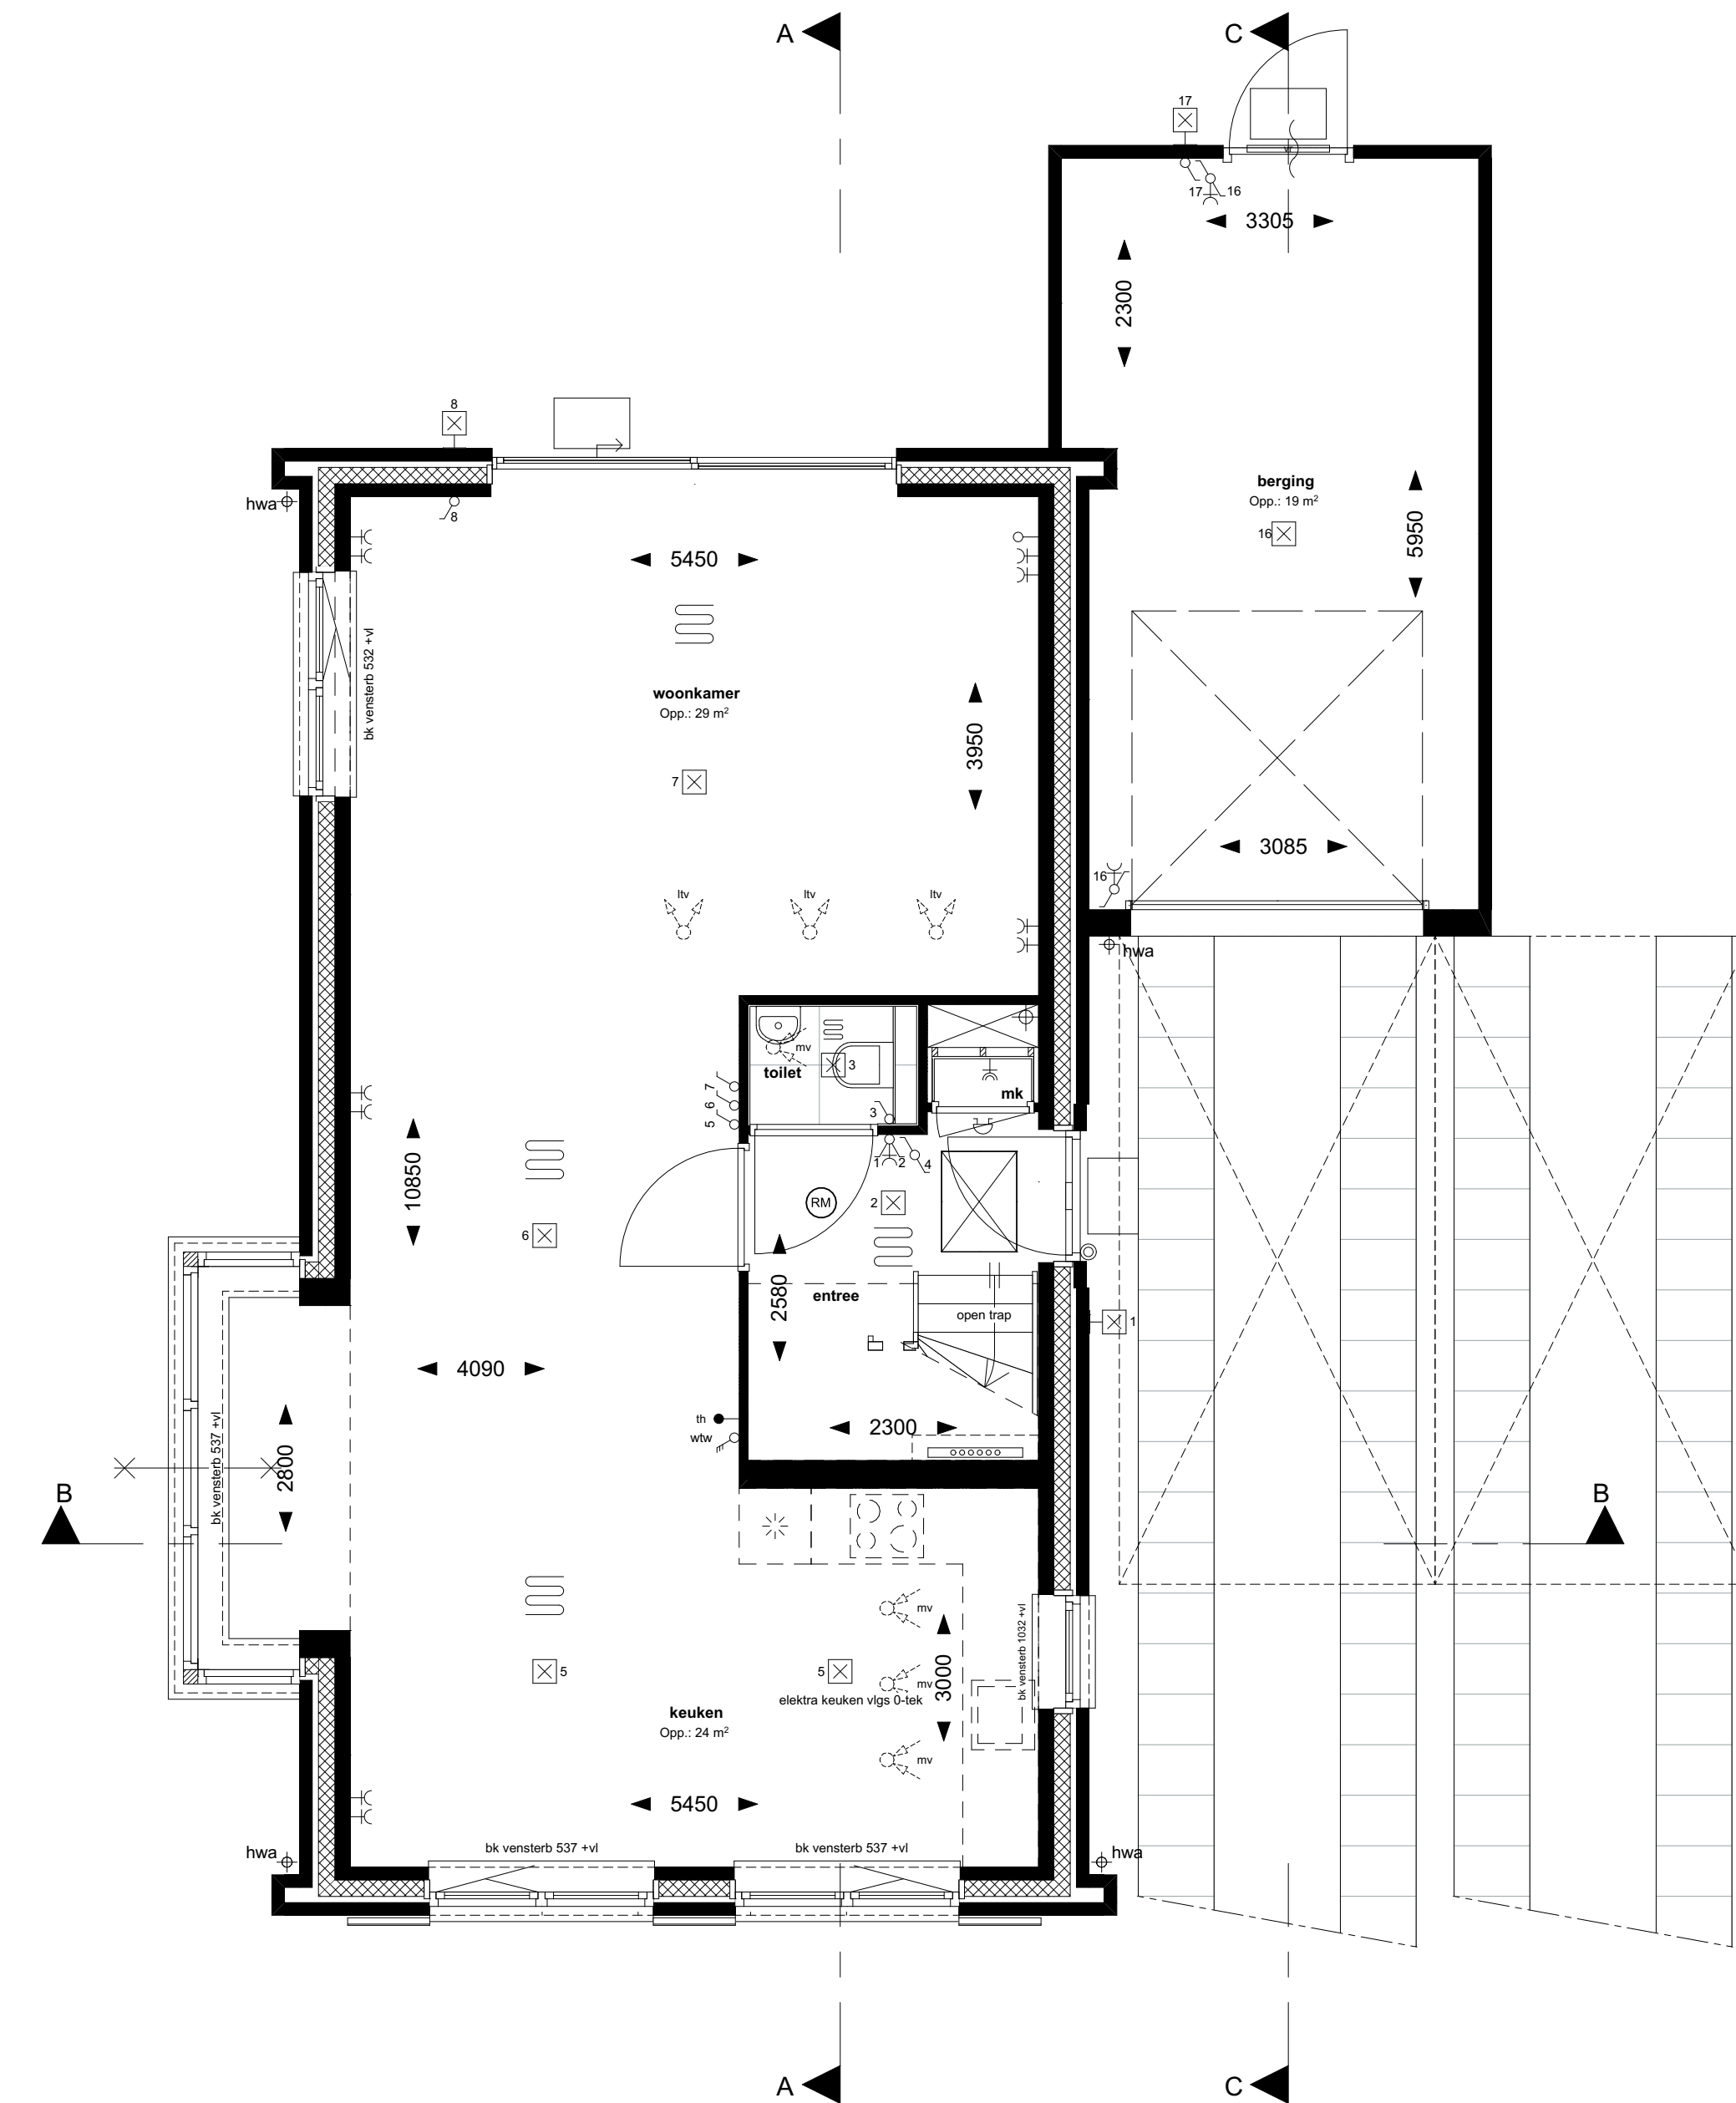 A
C
17
17
16
3305
vr
2300
8
hwa
8
berging
Opp.: 19 m²
16
5950
5450
bk vensterb 532 +vl
woonkamer
Opp.: 29 m²
3950
7
3085
16
ltv
ltv
ltv
hwa
mv
3
toilet
mk
7
6
5
3
1
2
4
10850
RM
2
6
2580
entree
open trap
1
4090
th
wtw
2300
bk vensterb 537 +vl
2800
B
B
mv
bk vensterb 1032 +vl
5
5
mv
3000
elektra keuken vlgs 0-tek
keuken
Opp.: 24 m²
mv
5450
bk vensterb 537 +vl
bk vensterb 537 +vl
hwa
hwa
A
C